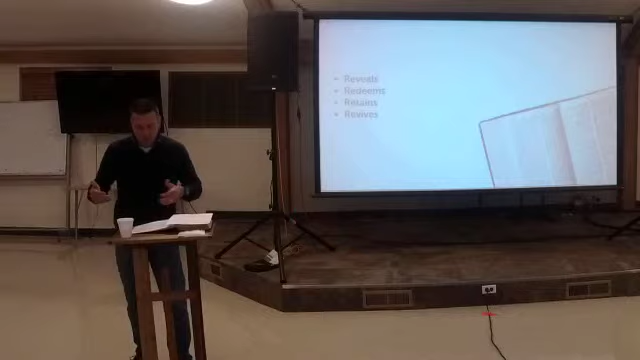 • Reveals
• Redeems
• Retains
• Revives